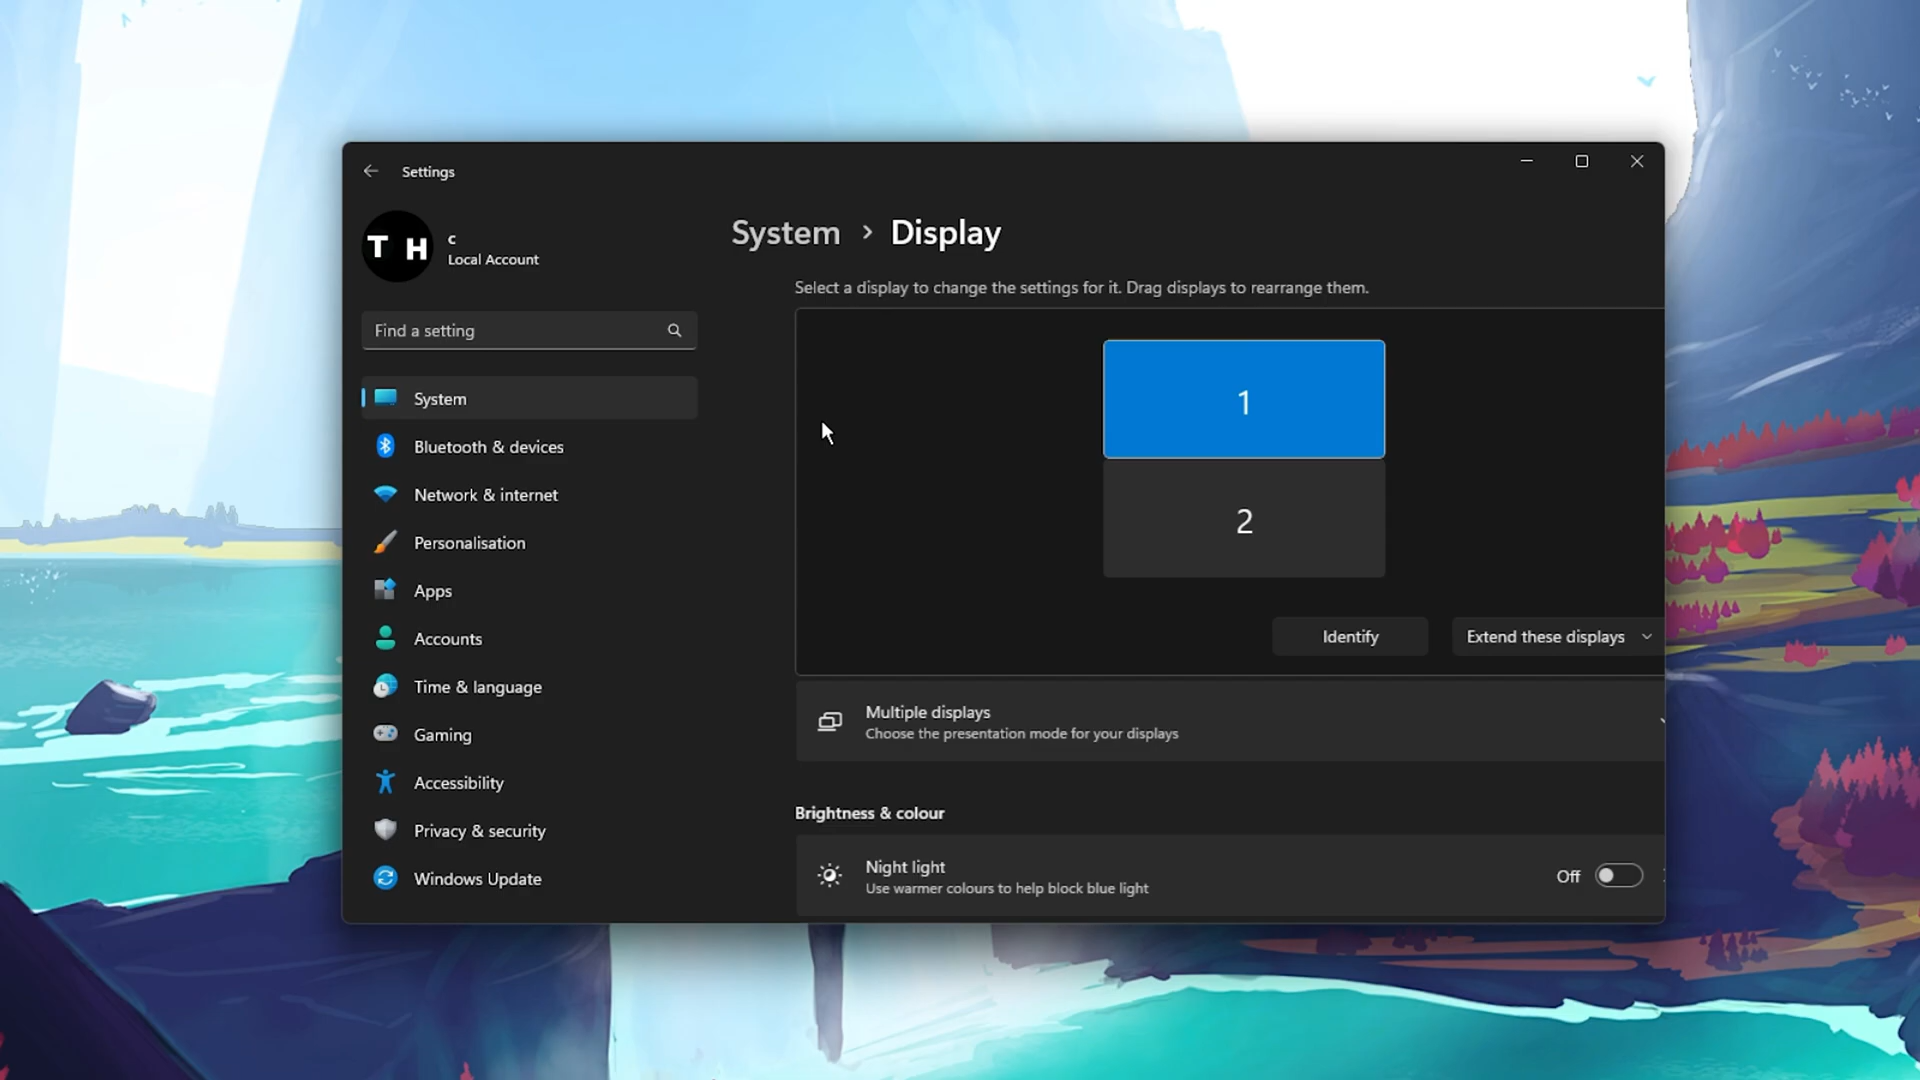 Settings
T H
c
Local Account
Find a setting
System
Bluetooth & devices
Network & internet
Personalisation
Apps
Accounts
Time & language
Gaming
Accessibility
Privacy & security
Windows Update
System > Display
Select a display to change the settings for it. Drag displays to rearrange them.
1
2
Identify
Extend these displays
Multiple displays
Choose the presentation mode for your displays
Brightness & colour
Night light
Use warmer colours to help block blue light
Off